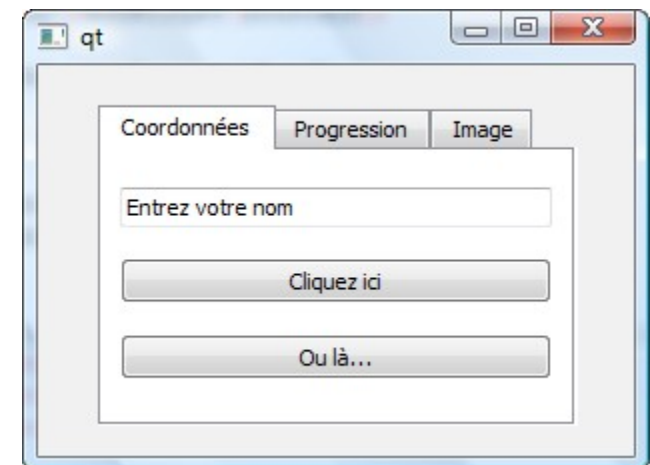 qt
Coordonnées Progression Image
Entrez votre nom
Cliquez ici
Ou là...